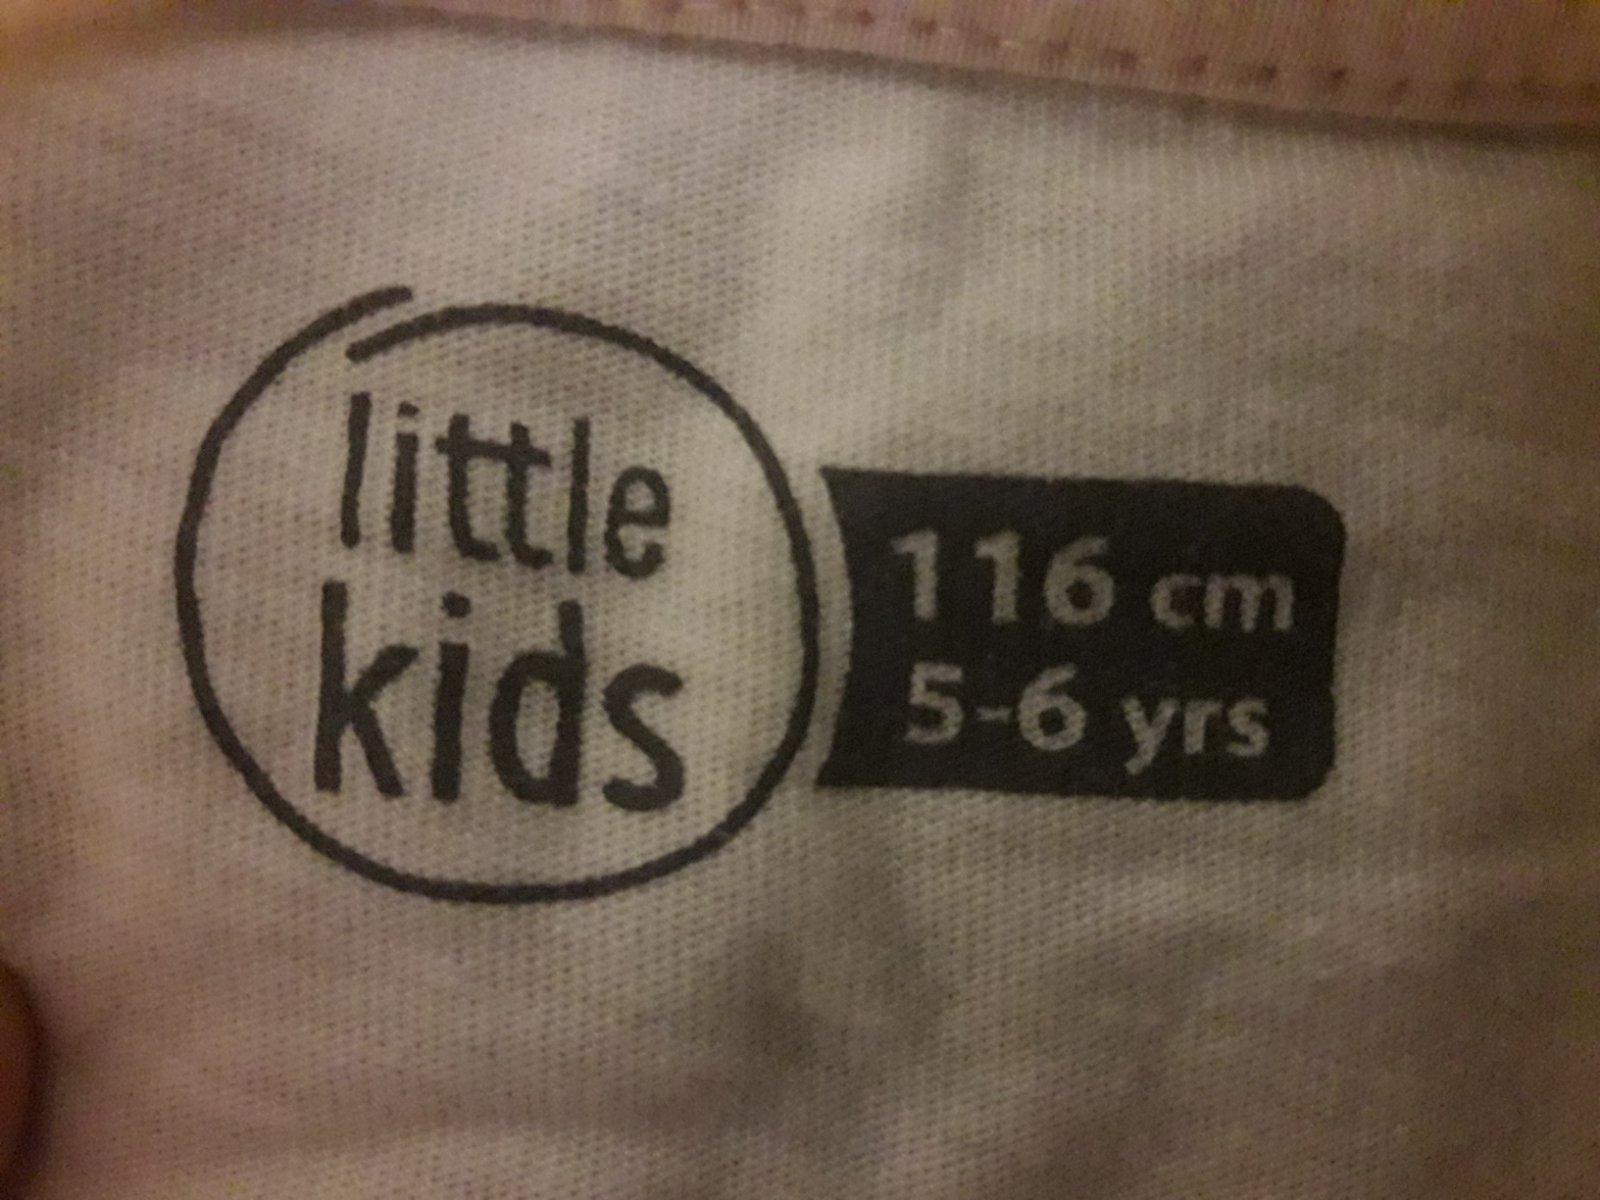 little
kids
116 cm
5-6 yrs